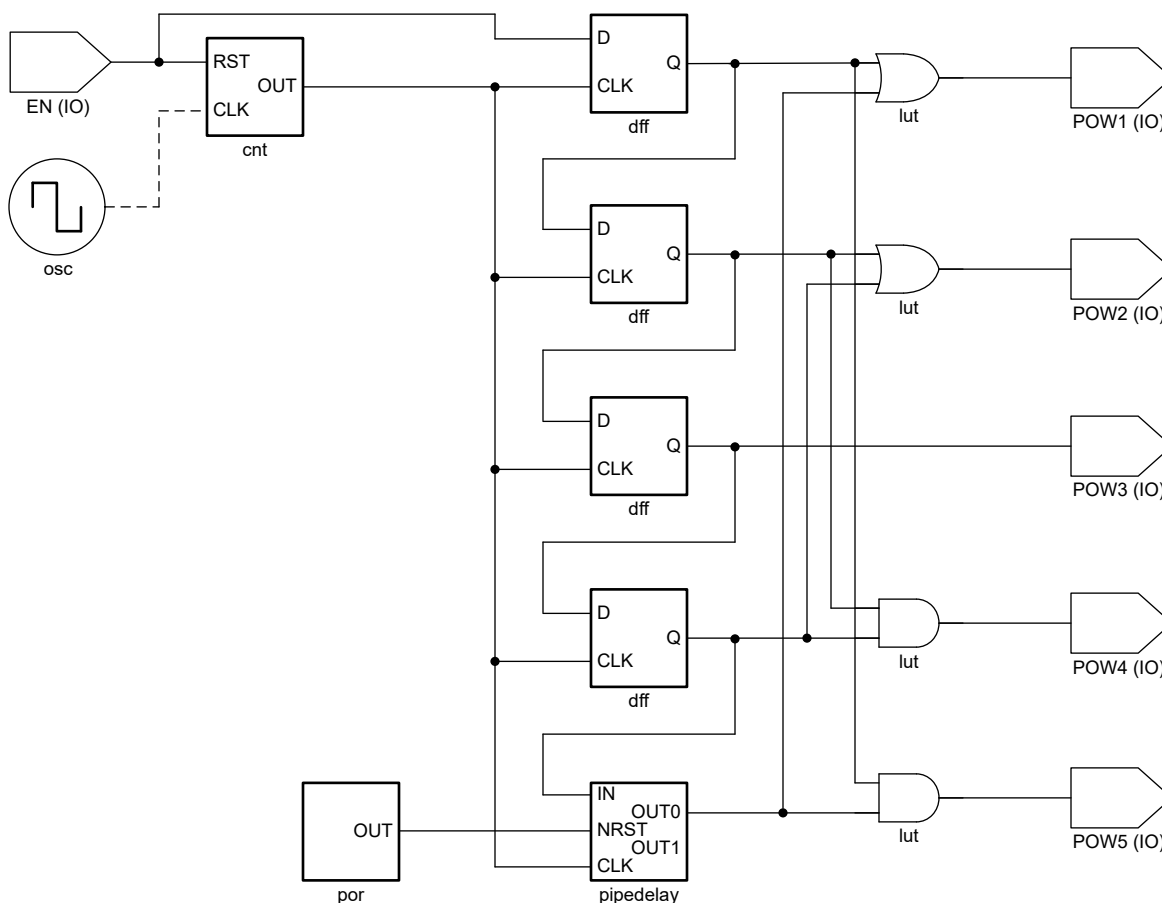 D
RST
Q
POW1 (IO)
OUT
CLK
EN (IO)
CLK
lut
dff
cnt
D
Q
CLK
POW2 (IO)
osc
lut
dff
D
Q
CLK
POW3 (IO)
dff
D
Q
CLK
lut
POW4 (IO)
dff
IN
OUT0
OUT
NRST
OUT1
lut
POW5 (IO)
CLK
por
pipedelay